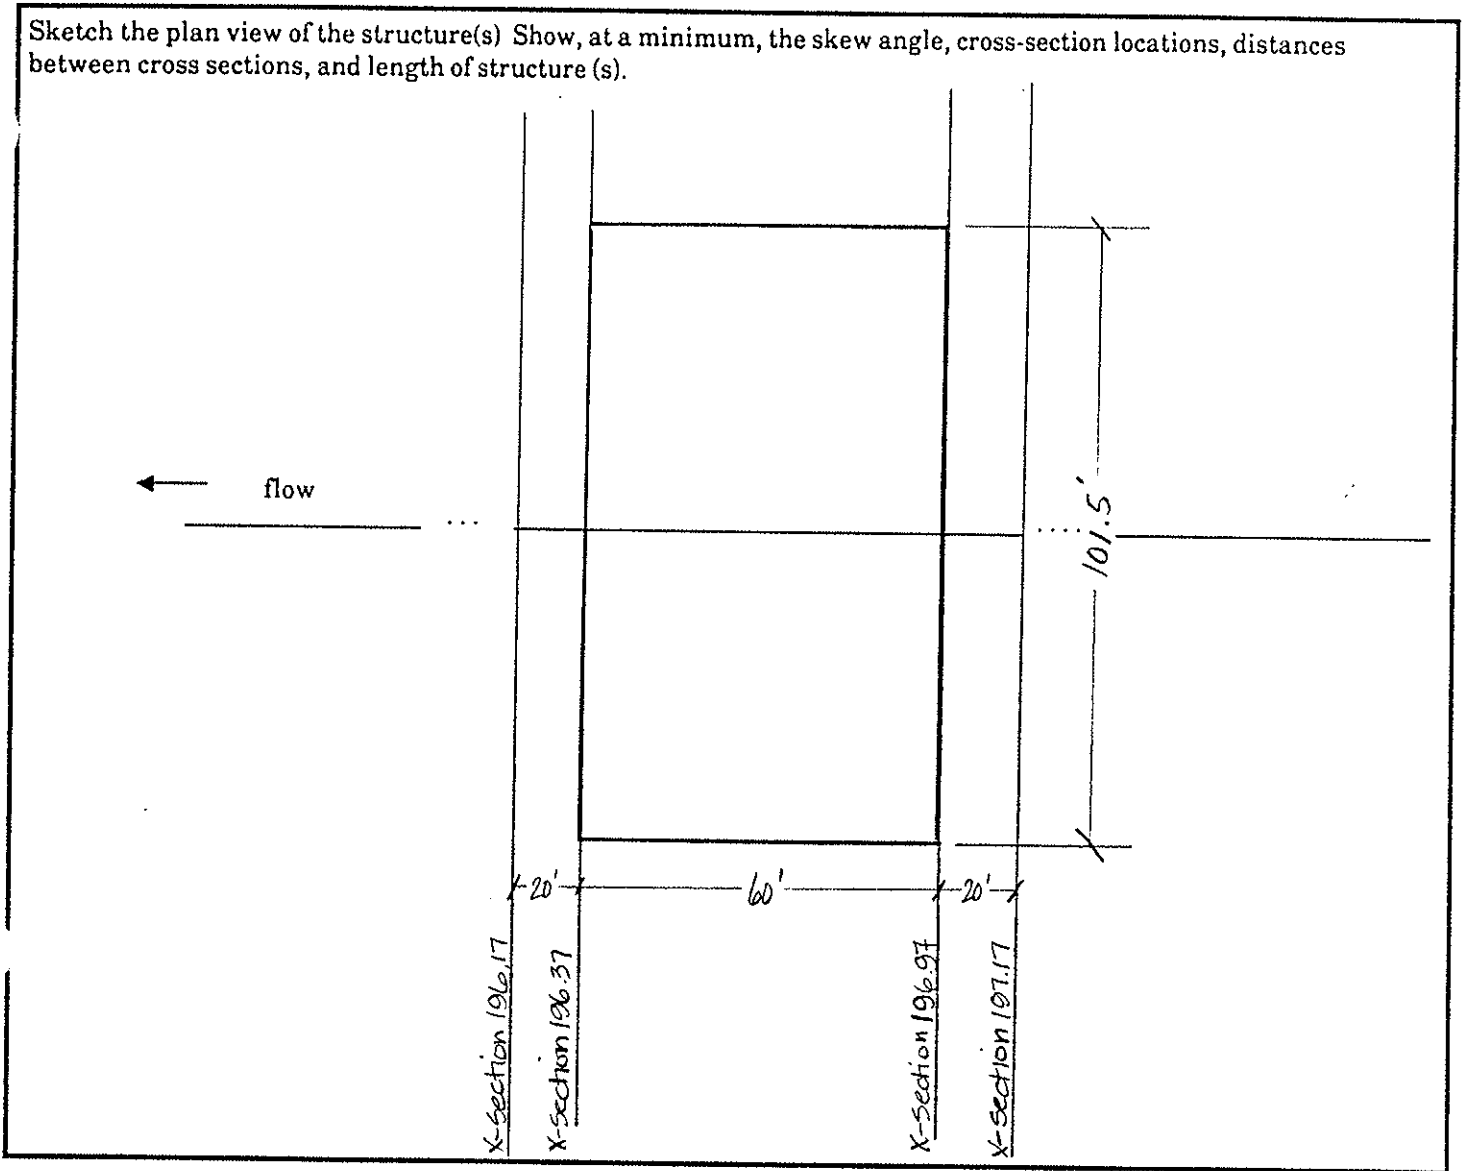 Sketch the plan view of the structure(s) Show, at a minimum, the skew angle, cross-section locations, distances
between cross sections, and length of structure (s).
flow
...
....
101.5'
20'
60'
20'
X-Section 196.17
X-Section 196.37
X-Section 196.97
X-Section 197.17